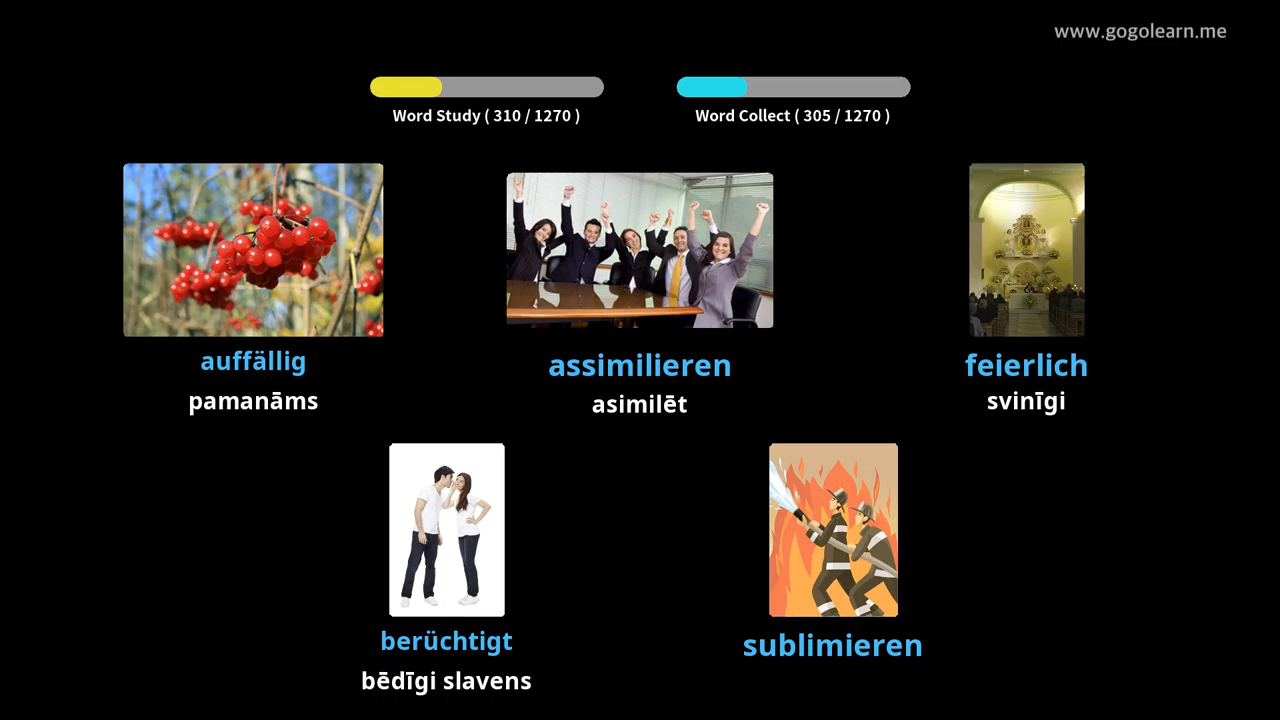 www.gogolearn.me
Word Study ( 310 / 1270 )
Word Collect ( 305 / 1270 )
auffällig
pamanāms
assimilieren
asimilēt
feierlich
svinīgi
berüchtigt
bēdīgi slavens
sublimieren